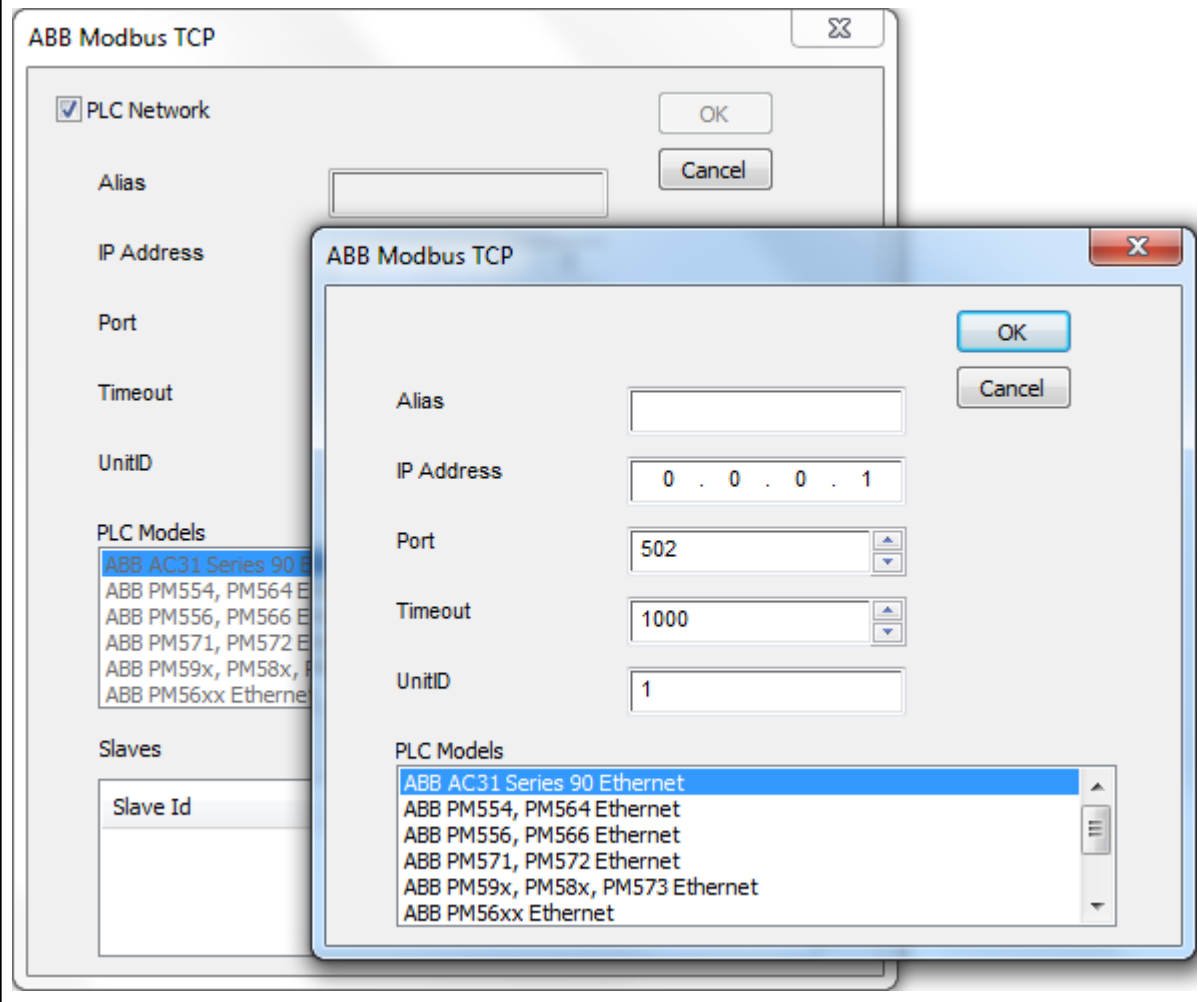 ABB Modbus TCP
PLC Network
OK
Cancel
Alias
IP Address
Port
Timeout
UnitID
PLC Models
ABB AC31 Series 90 E
ABB PM554, PM564 E
ABB PM556, PM566 E
ABB PM571, PM572 E
ABB PM59x, PM58x,
ABB PM56xx Etherne
Slaves
Slave Id
ABB Modbus TCP
OK
Cancel
Alias
IP Address 0 . 0 . 0 . 1
Port 502
Timeout 1000
UnitID 1
PLC Models
ABB AC31 Series 90 Ethernet
ABB PM554, PM564 Ethernet
ABB PM556, PM566 Ethernet
ABB PM571, PM572 Ethernet
ABB PM59x, PM58x, PM573 Ethernet
ABB PM56xx Ethernet